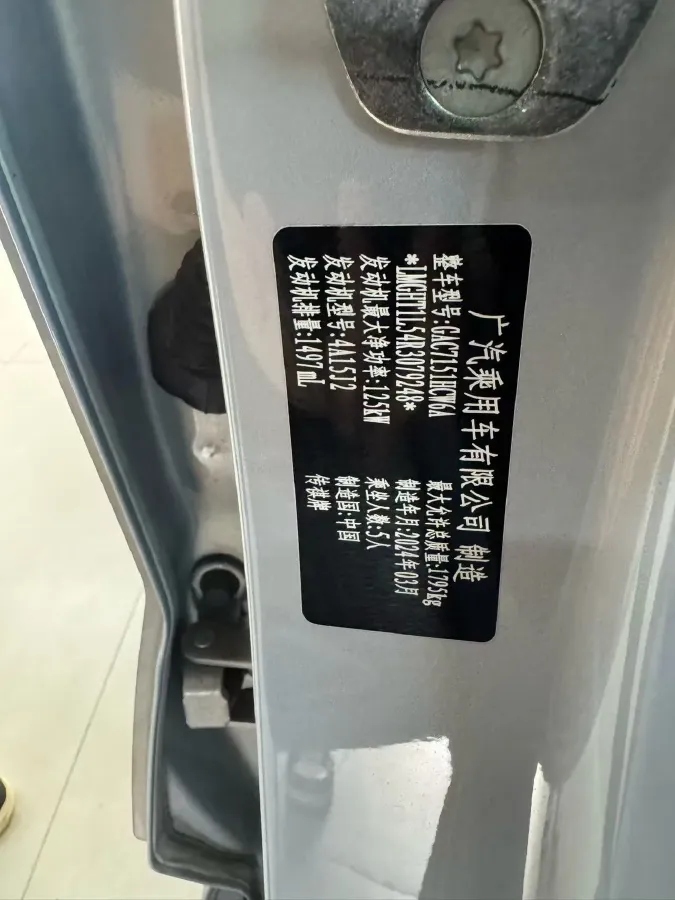 广汽乘用车有限公司 制造
整车型号:GAC7151HCW6A 最大允许总质量:1795kg
*LMGHT1L54R3079248* 制造年月:2024年03月
发动机最大净功率:125kW 乘坐人数:5人
发动机型号:4A15J2 制造国:中国
发动机排量:1497mL 传祺牌